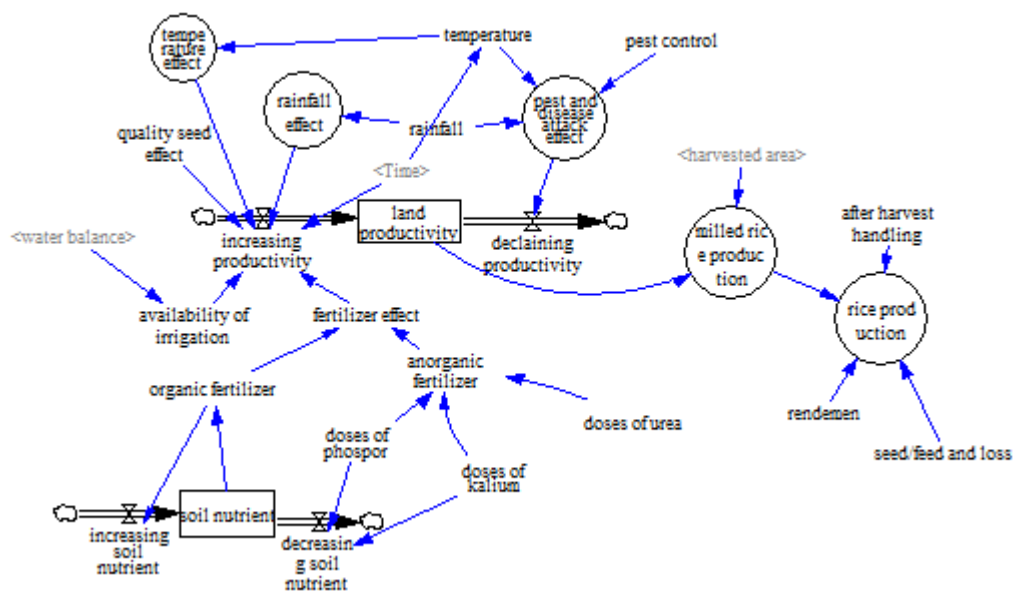 tempe
rature
effect
temperature
pest control
rainfall
effect
pest and
disease
attack
effect
quality seed
effect
rainfall
<Time>
<harvested area>
land
productivity
after harvest
handling
<water balance>
increasing
productivity
declaining
productivity
milled ric
e produc
tion
availability of
irrigation
fertilizer effect
rice prod
uction
anorganic
fertilizer
organic fertilizer
rendemen
doses of urea
doses of
phospor
seed/feed and loss
doses of
kalium
soil nutrient
increasing
soil
nutrient
decreasin
g soil
nutrient